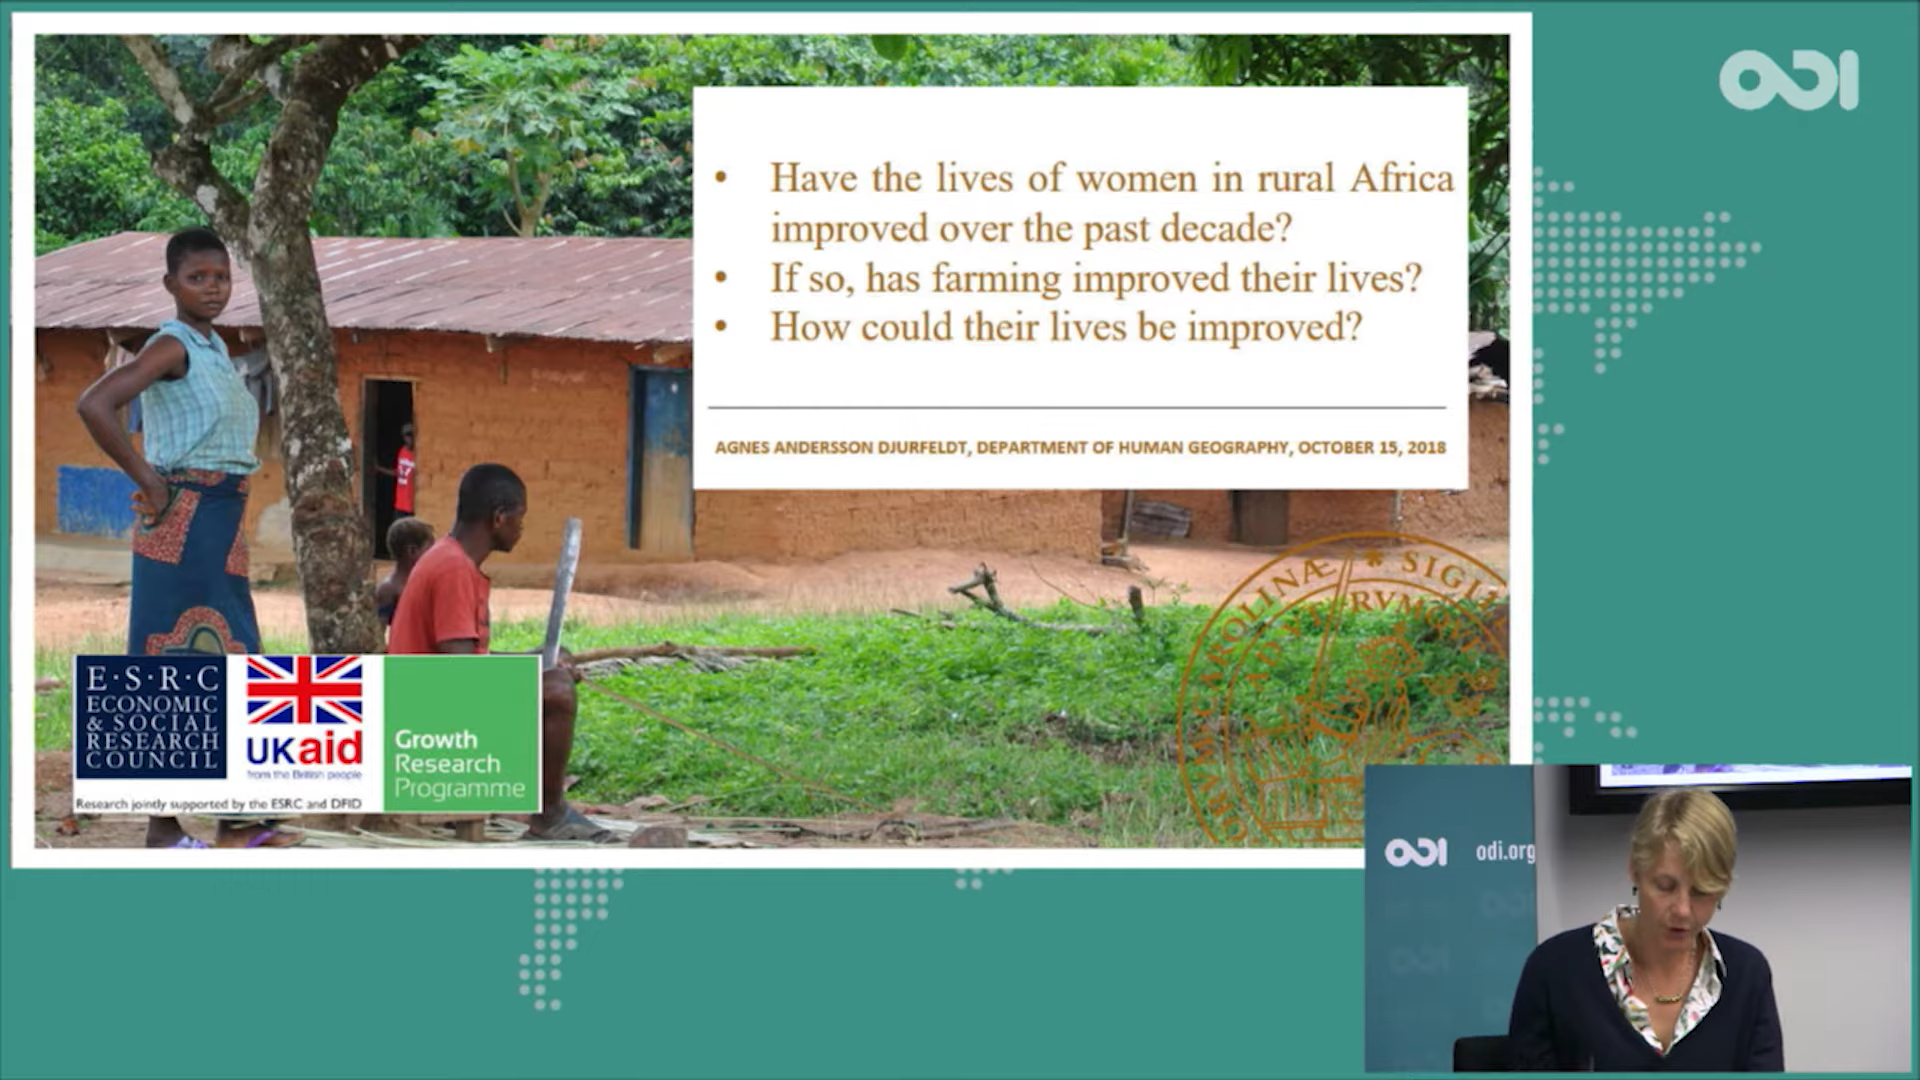 ODI
• Have the lives of women in rural Africa
improved over the past decade?
• If so, has farming improved their lives?
• How could their lives be improved?
AGNES ANDERSSON DJURFELDT, DEPARTMENT OF HUMAN GEOGRAPHY, OCTOBER 15, 2018
E·S·R·C
ECONOMIC
& SOCIAL
RESEARCH
COUNCIL
UKaid
from the British people
Growth
Research
Programme
Research jointly supported by the ESRC and DFID
ODI odi.org